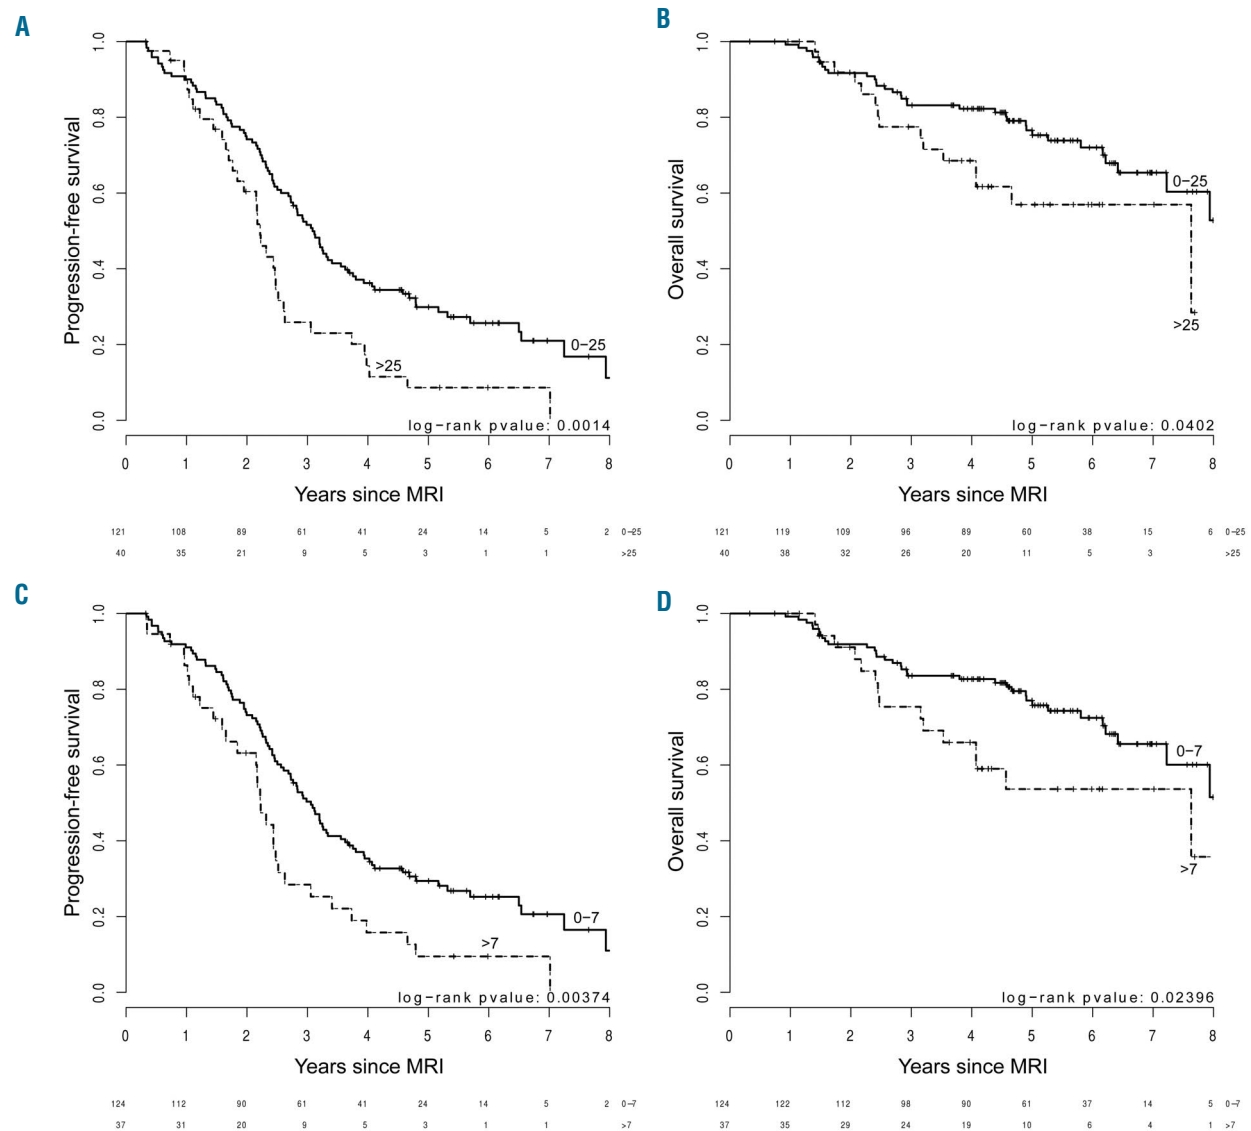 A
Progression-free survival
1.0
0.8
0.6
0.4
0.2
0.0
0-25
>25
log-rank pvalue: 0.0014
0 1 2 3 4 5 6 7 8
Years since MRI
121 108 89 61 41 24 14 5 2 0-25
40 35 21 9 5 3 1 1 >25
B
Overall survival
1.0
0.8
0.6
0.4
0.2
0.0
0-25
>25
log-rank pvalue: 0.0402
0 1 2 3 4 5 6 7 8
Years since MRI
121 119 109 96 89 60 38 15 6 0-25
40 38 32 26 20 11 5 3 >25
C
Progression-free survival
1.0
0.8
0.6
0.4
0.2
0.0
0-7
>7
log-rank pvalue: 0.00374
0 1 2 3 4 5 6 7 8
Years since MRI
124 112 90 61 41 24 14 5 2 0-7
37 31 20 9 5 3 1 1 >7
D
Overall survival
1.0
0.8
0.6
0.4
0.2
0.0
0-7
>7
log-rank pvalue: 0.02396
0 1 2 3 4 5 6 7 8
Years since MRI
124 122 112 98 90 61 37 14 5 0-7
37 35 29 24 19 10 6 4 1 >7